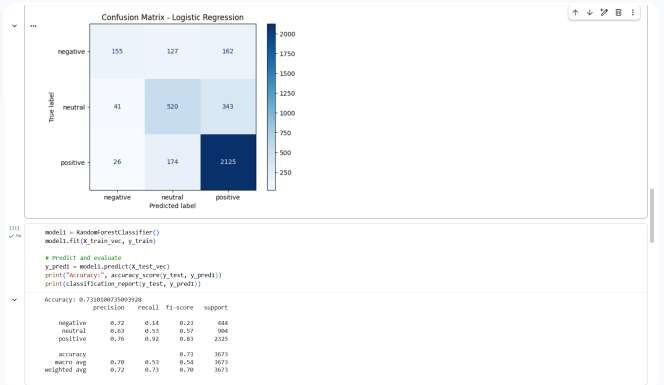 Confusion Matrix - Logistic Regression
negative 155 127 162
neutral 41 520 343
positive 26 174 2125
negative neutral positive
Predicted label
True label
2000
1750
1500
1250
1000
750
500
250
model1 = RandomForestClassifier()
model1.fit(X_train_vec, y_train)
# Predict and evaluate
y_pred1 = model1.predict(X_test_vec)
print("Accuracy:", accuracy_score(y_test, y_pred1))
print(classification_report(y_test, y_pred1))
precision recall f1-score support
negative 0.72 0.14 0.23 444
neutral 0.63 0.53 0.57 904
positive 0.76 0.92 0.83 2325
accuracy 0.73 3673
macro avg 0.70 0.53 0.54 3673
weighted avg 0.72 0.73 0.70 3673